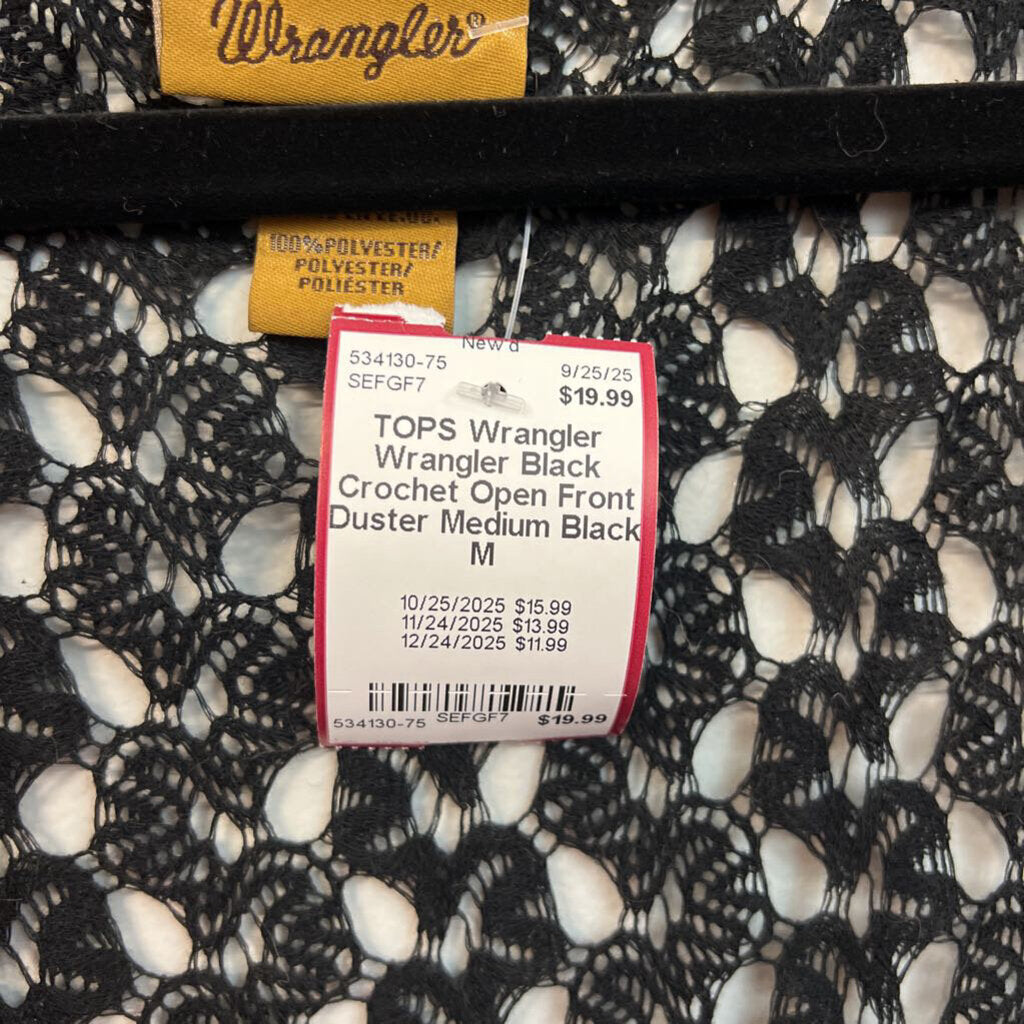 Wrangler®
100%POLYESTER/
POLYESTER/
POLIÉSTER
534130-75
SEFGF7
9/25/25
$19.99
TOPS Wrangler
Wrangler Black
Crochet Open Front
Duster Medium Black
M
10/25/2025 $15.99
11/24/2025 $13.99
12/24/2025 $11.99
534130-75 SEFGF7 $19.99